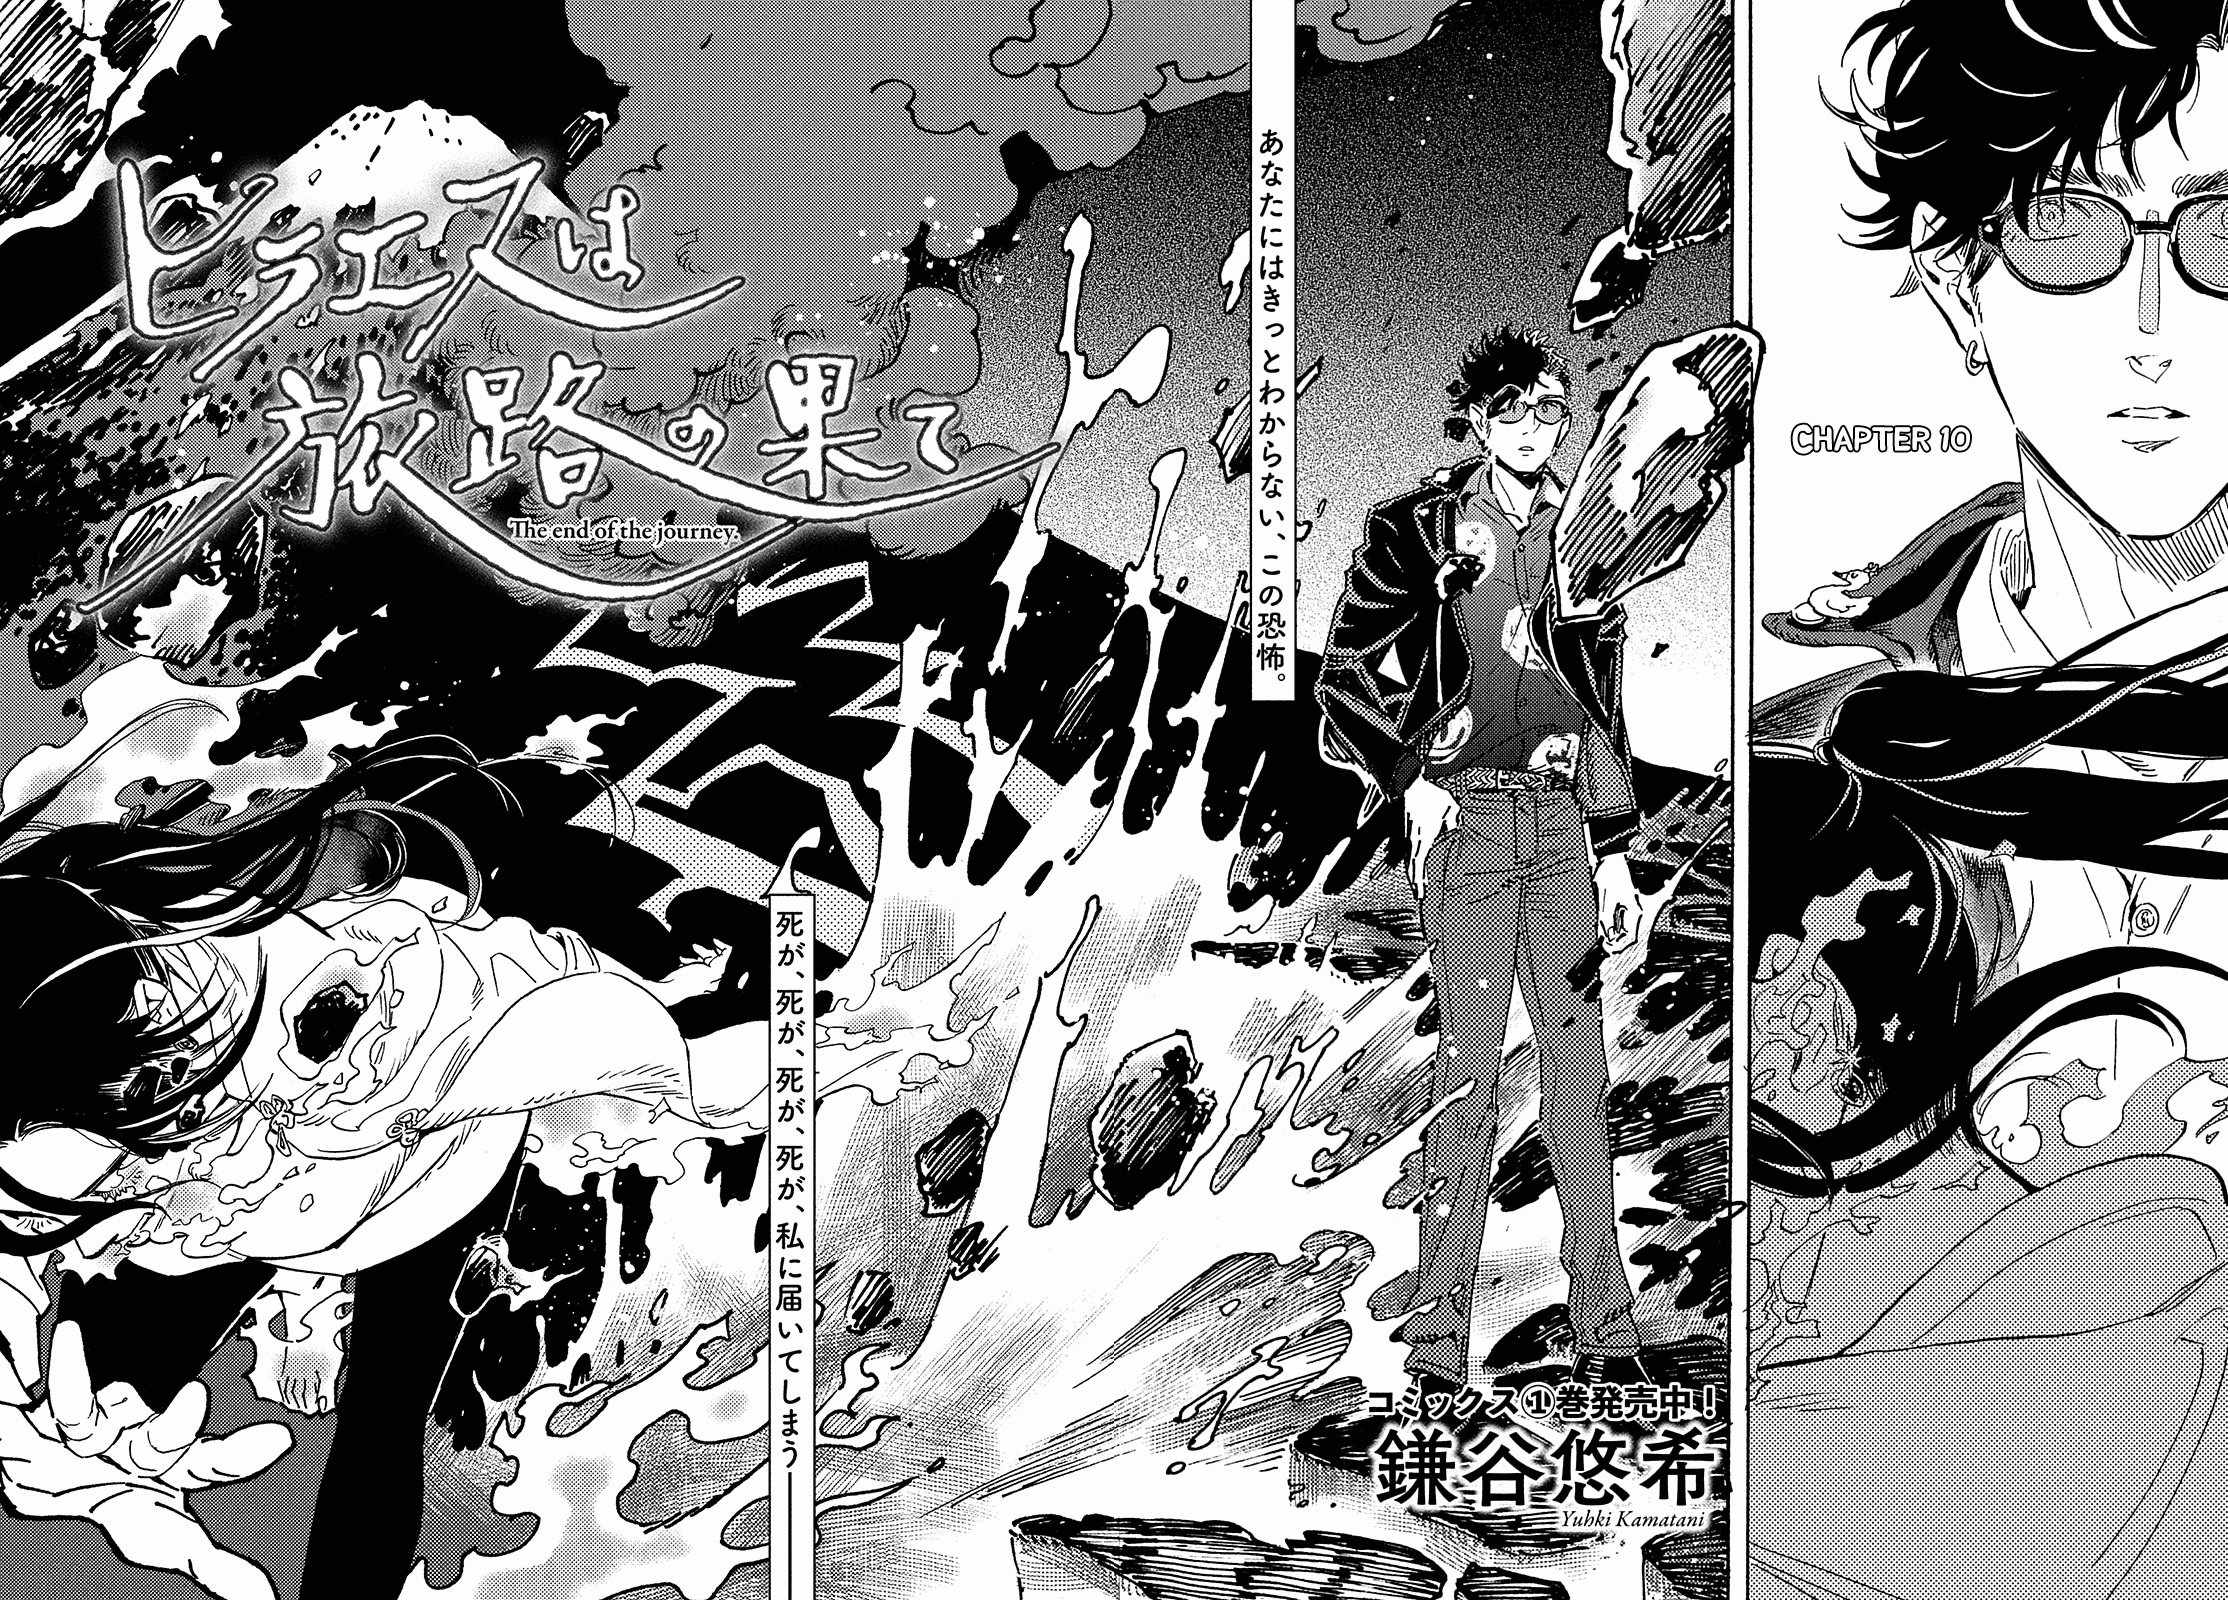 CHAPTER 10
あなたにはきっとわからない、この恐怖。
ヒラエスは
旅路の果て
The end of the journey.
死が、死が、死が、死が、私に届いてしまう――
コミックス①巻発売中！
鎌谷悠希
Yuhki Kamatani